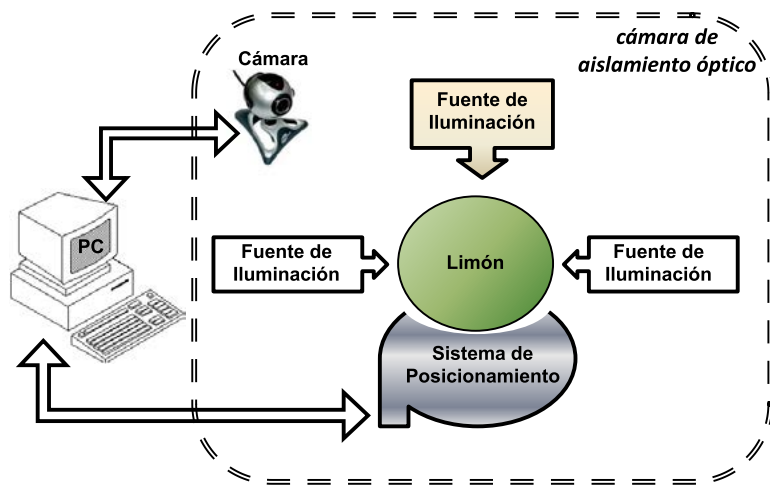 cámara de
aislamiento óptico
Cámara
Fuente de
Iluminación
PC
Fuente de
Iluminación
Limón
Fuente de
Iluminación
Sistema de
Posicionamiento